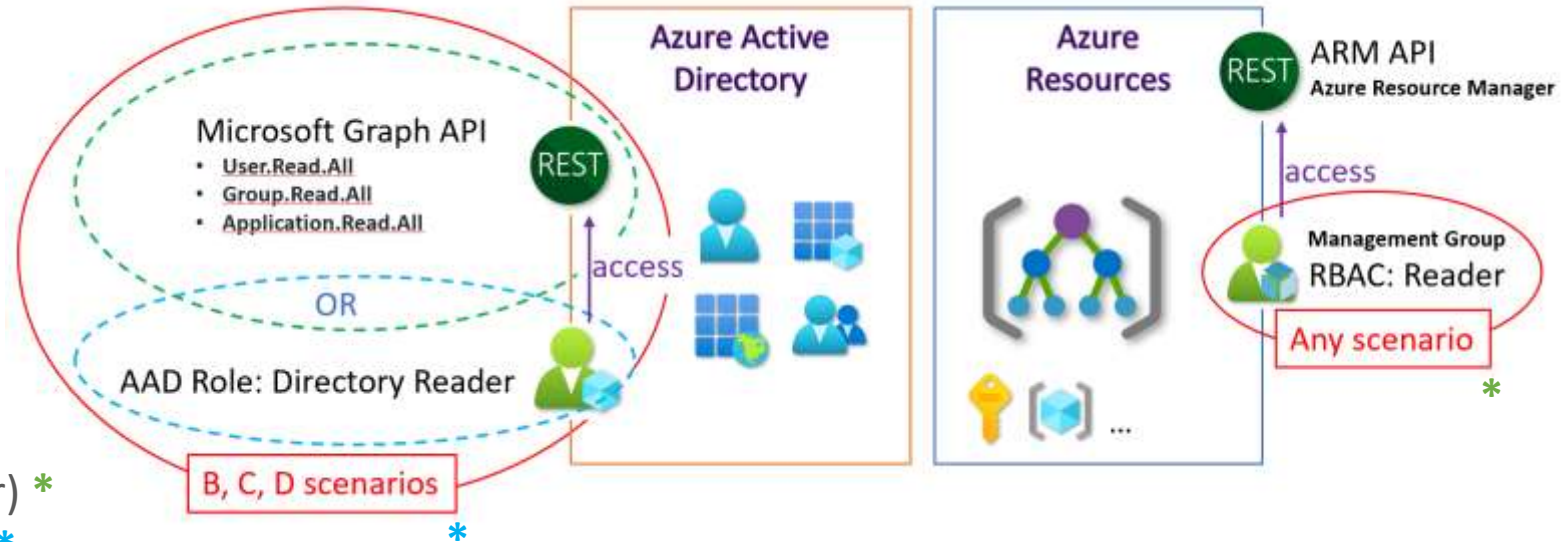 Microsoft Graph API
• User.Read.All
• Group.Read.All
• Application.Read.All
REST
access
OR
AAD Role: Directory Reader
B, C, D scenarios
*
r) *
*
Azure Active
Directory
Azure
Resources
...
REST
ARM API
Azure Resource Manager
access
Management Group
RBAC: Reader
Any scenario
*